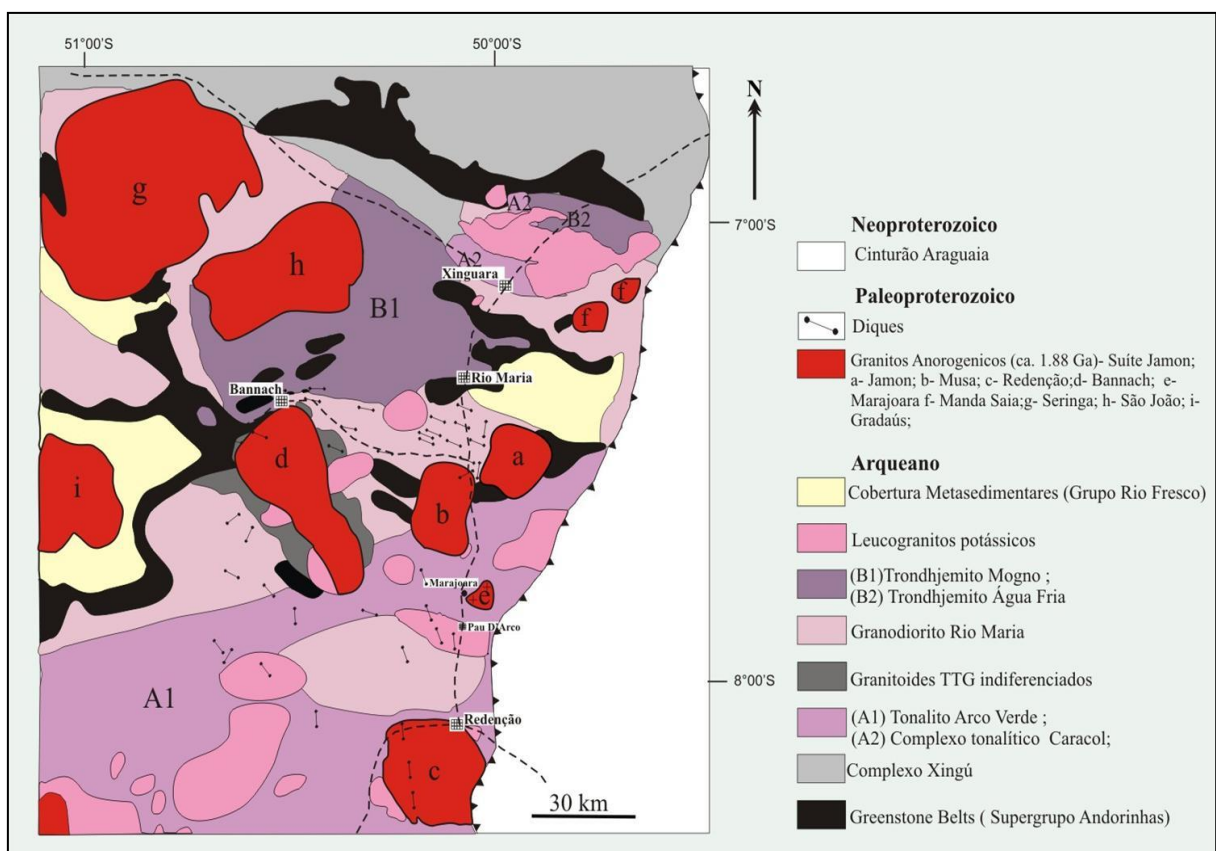 51°00'S
50°00'S
N
7°00'S
8°00'S
g
h
A2
B2
A2
Xinguara
f
f
B1
Bannach
Rio Maria
d
a
i
b
Marajoara
e
Pau D'Arco
A1
Redenção
c
30 km
Neoproterozoico
Cinturão Araguaia
Paleoproterozoico
Diques
Granitos Anorogenicos (ca. 1.88 Ga)- Suíte Jamon;
a- Jamon; b- Musa; c- Redenção;d- Bannach; e-
Marajoara f- Manda Saia;g- Seringa; h- São João; i-
Gradaús;
Arqueano
Cobertura Metasedimentares (Grupo Rio Fresco)
Leucogranitos potássicos
(B1)Trondhjemito Mogno ;
(B2) Trondhjemito Água Fria
Granodiorito Rio Maria
Granitoides TTG indiferenciados
(A1) Tonalito Arco Verde ;
(A2) Complexo tonalítico Caracol;
Complexo Xingú
Greenstone Belts ( Supergrupo Andorinhas)